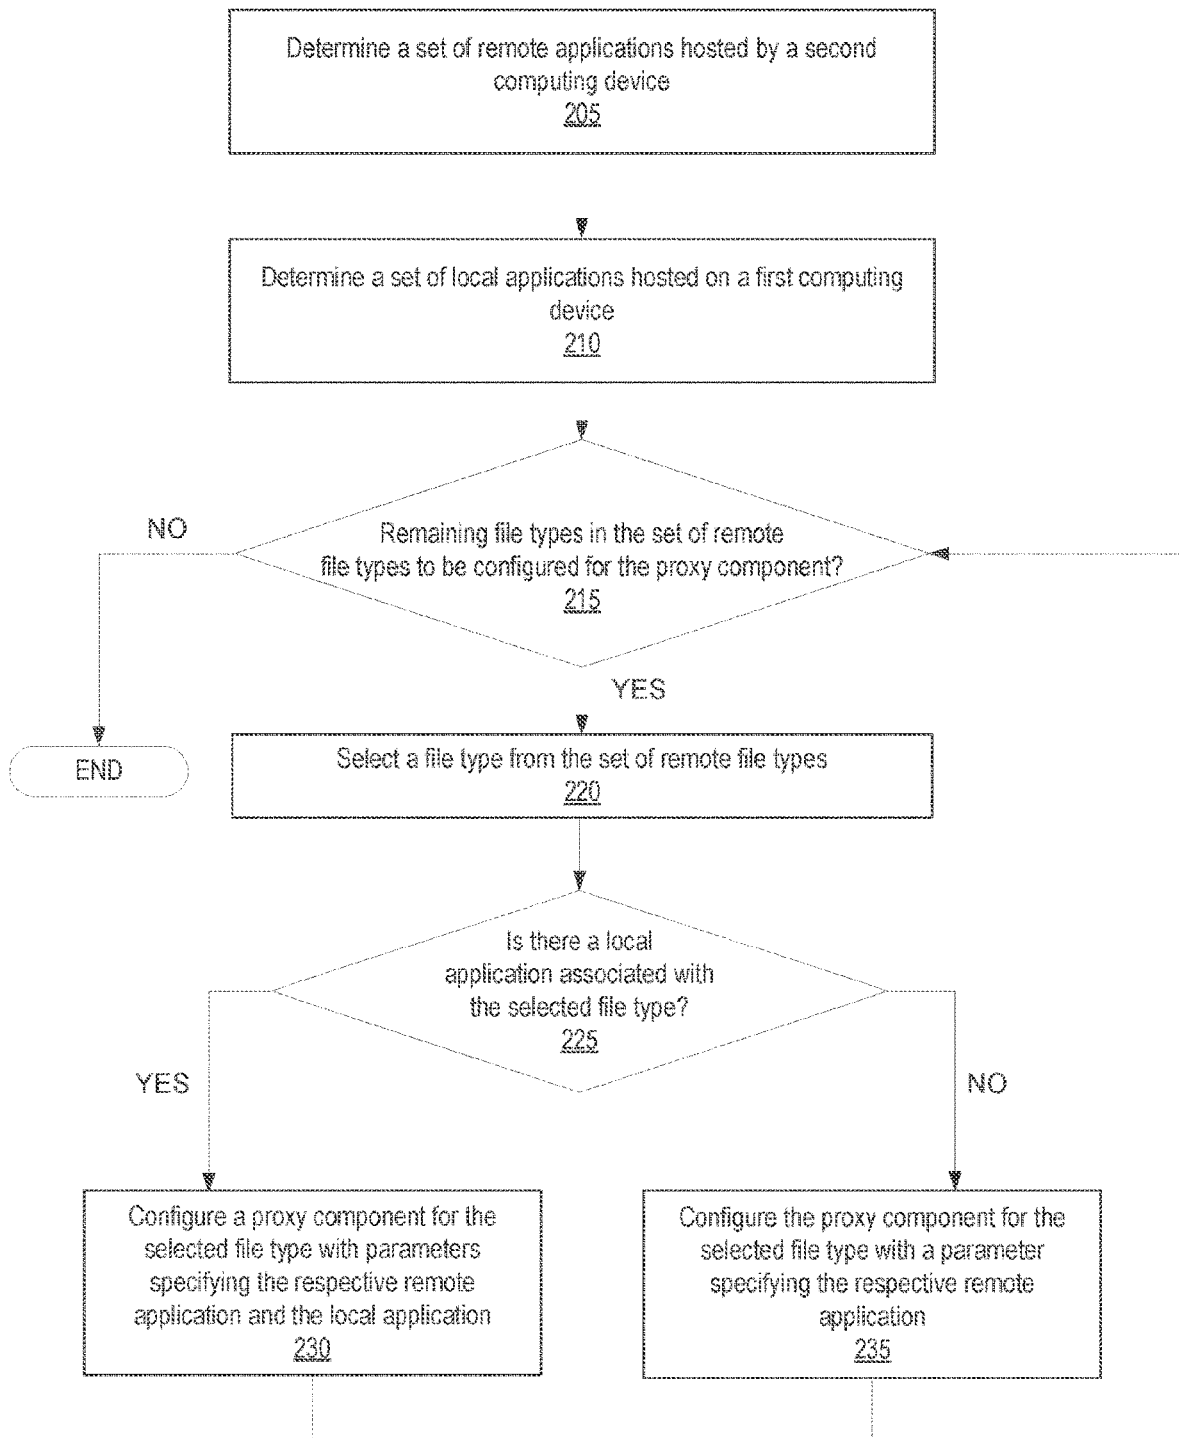 Determine a set of remote applications hosted by a second
computing device
205
Determine a set of local applications hosted on a first computing
device
210
NO
Remaining file types in the set of remote
file types to be configured for the proxy component?
215
YES
END
Select a file type from the set of remote file types
220
Is there a local
application associated with
the selected file type?
225
YES
NO
Configure a proxy component for the
selected file type with parameters
specifying the respective remote
application and the local application
230
Configure the proxy component for the
selected file type with a parameter
specifying the respective remote
application
235